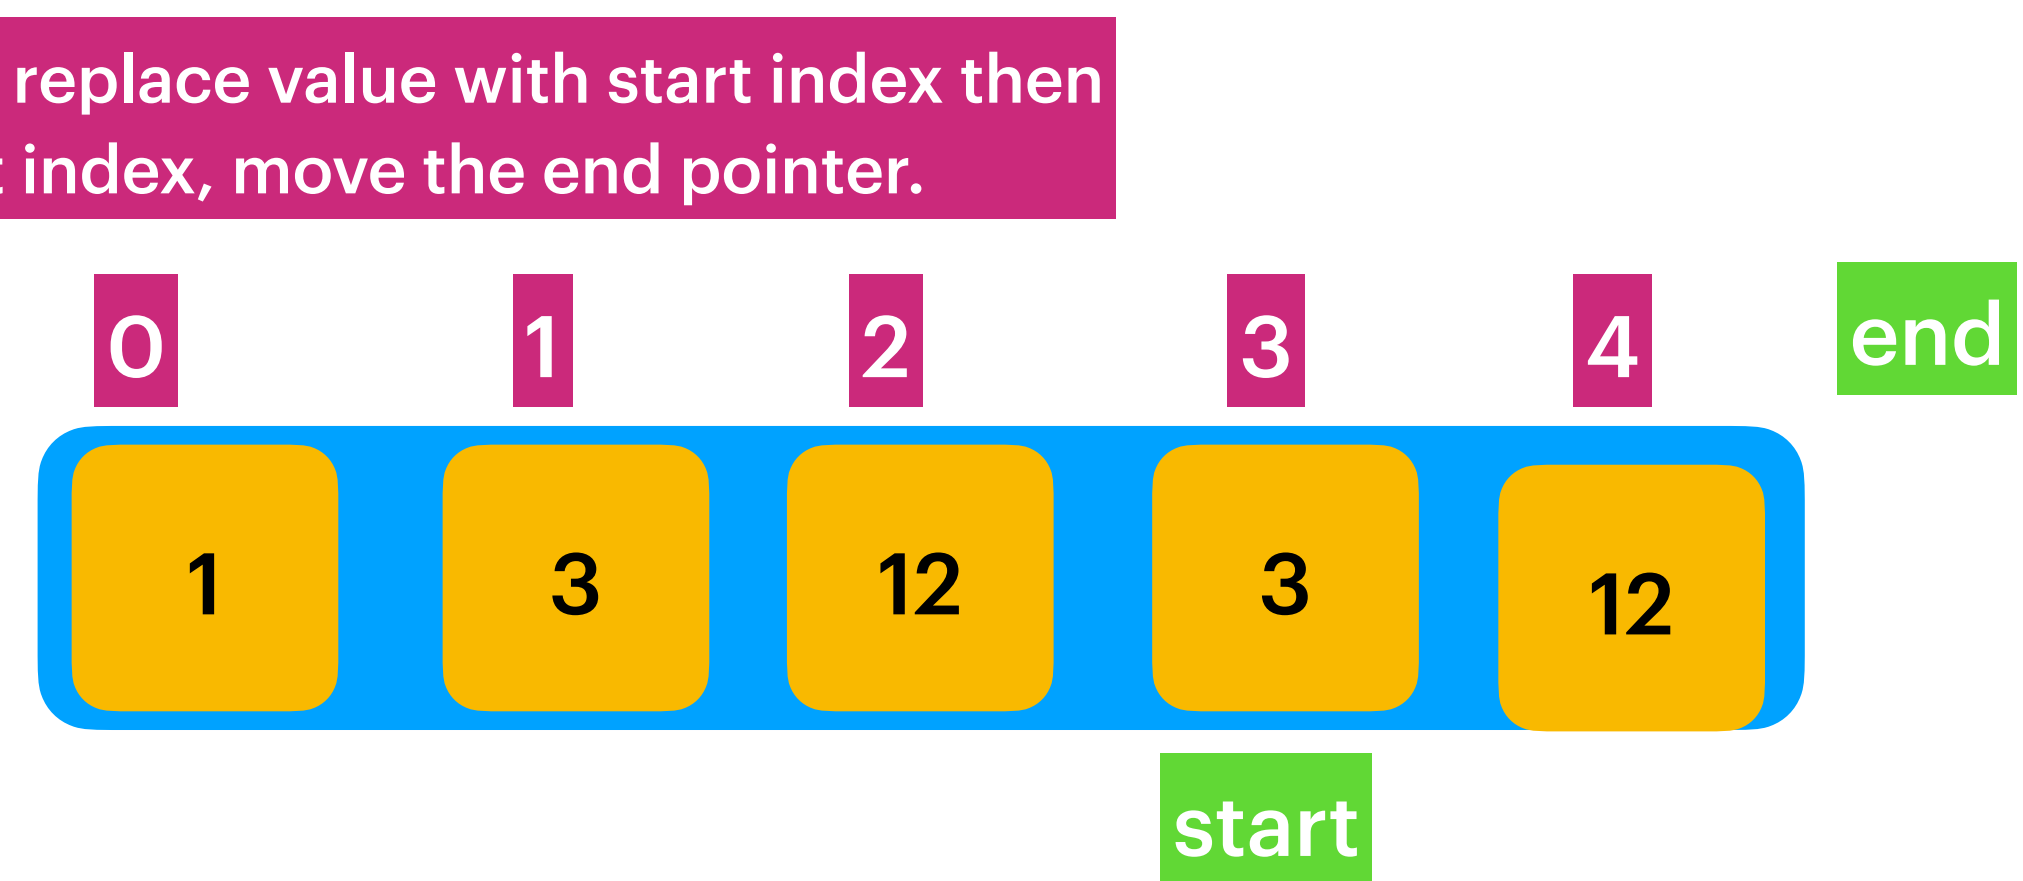 replace value with start index then
index, move the end pointer.
0 1 2 3 4 end
1 3 12 3 12
start